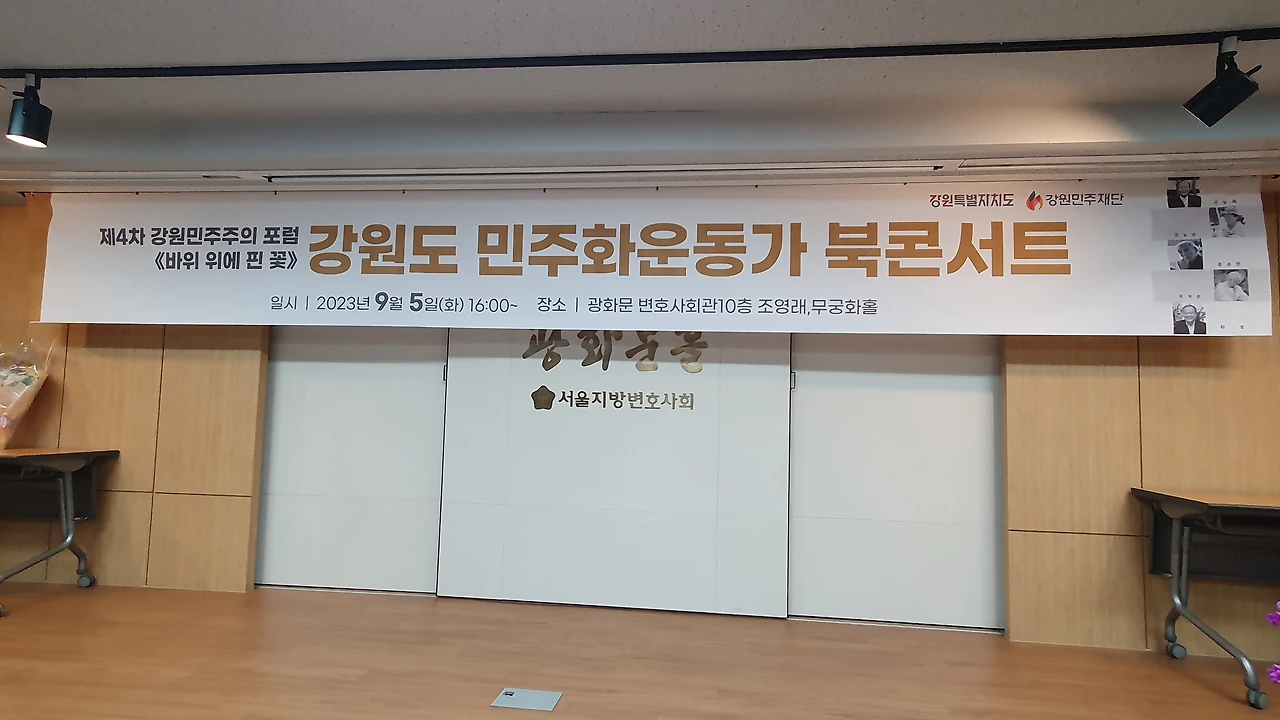 강원특별자치도 강원민주재단
제4차 강원민주주의 포럼
《바위 위에 핀 꽃》
강원도 민주화운동가 북콘서트
일시 | 2023년 9월 5일(화) 16:00~ 장소 | 광화문 변호사회관10층 조영래,무궁화홀
광화문홀
서울지방변호사회